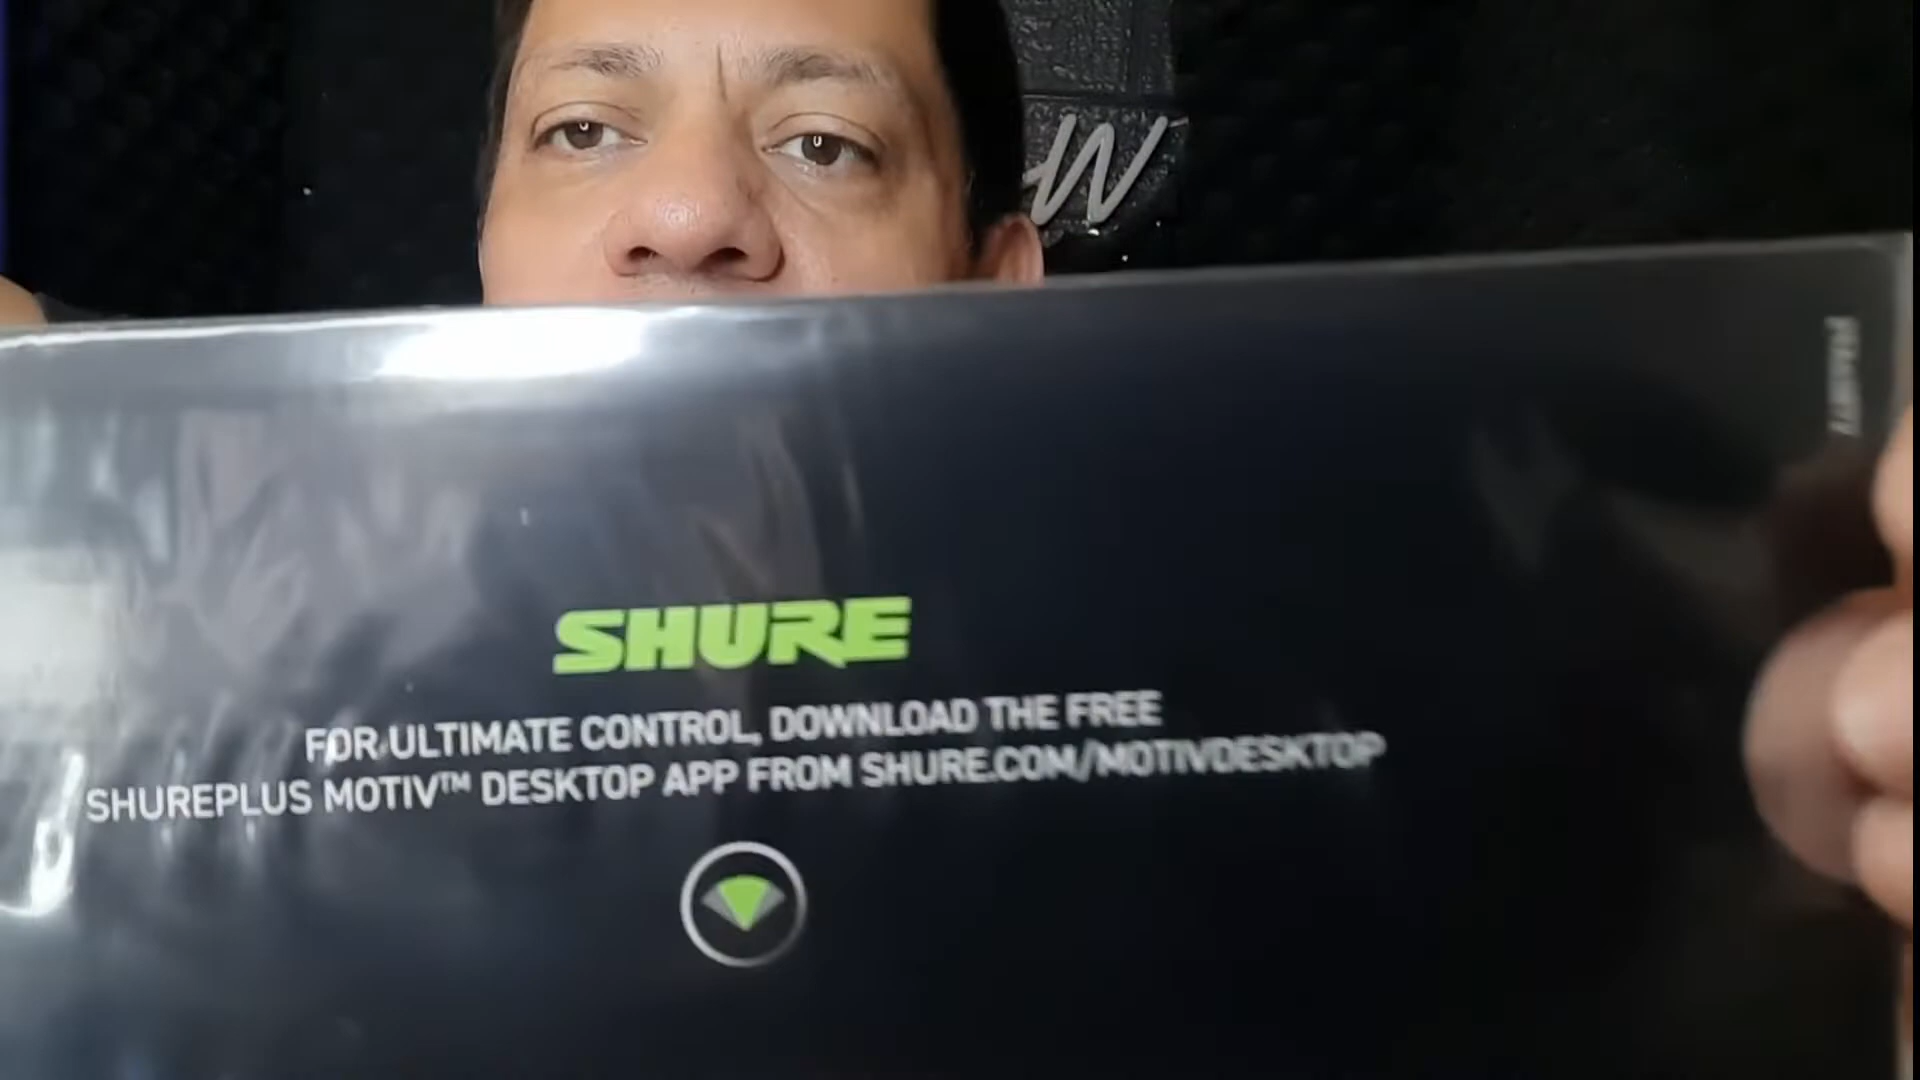 W
SHURE
FOR ULTIMATE CONTROL, DOWNLOAD THE FREE
SHUREPLUS MOTIV™ DESKTOP APP FROM SHURE.COM/MOTIVDESKTOP